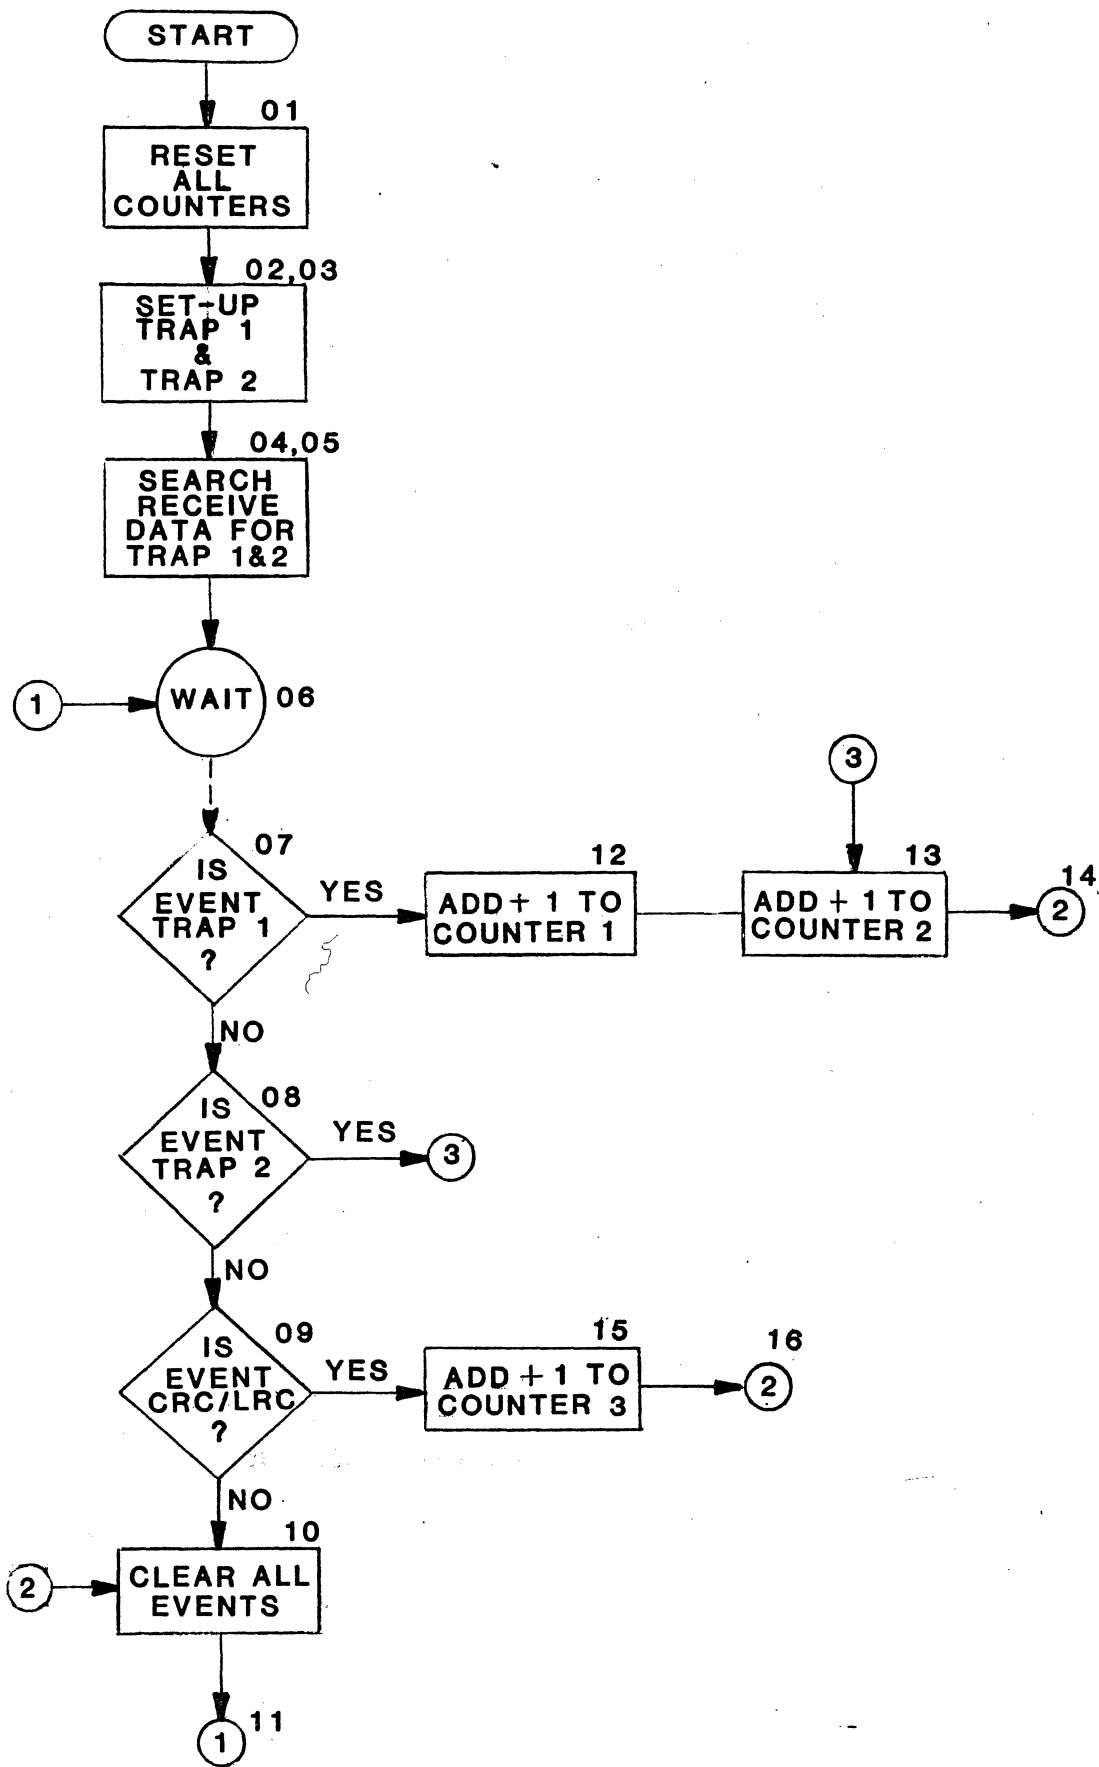 START
01
RESET
ALL
COUNTERS
02,03
SET-UP
TRAP 1
&
TRAP 2
04,05
SEARCH
RECEIVE
DATA FOR
TRAP 1&2
1
WAIT
06
3
07
IS
EVENT
TRAP 1
?
YES
12
ADD + 1 TO
COUNTER 1
13
ADD + 1 TO
COUNTER 2
14
2
NO
08
IS
EVENT
TRAP 2
?
YES
3
NO
09
IS
EVENT
CRC/LRC
?
YES
15
ADD + 1 TO
COUNTER 3
16
2
NO
10
2
CLEAR ALL
EVENTS
1
11